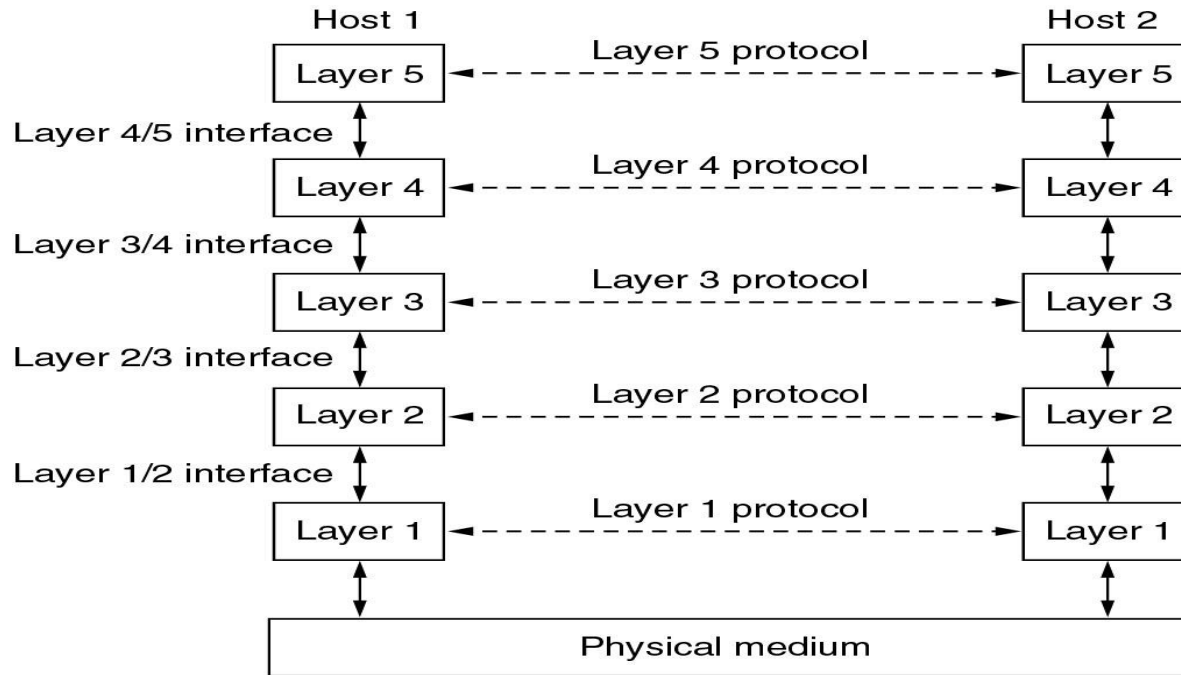 Host 1
Host 2
Layer 5 protocol
Layer 5
Layer 5
Layer 4/5 interface
Layer 4 protocol
Layer 4
Layer 4
Layer 3/4 interface
Layer 3 protocol
Layer 3
Layer 3
Layer 2/3 interface
Layer 2 protocol
Layer 2
Layer 2
Layer 1/2 interface
Layer 1 protocol
Layer 1
Layer 1
Physical medium